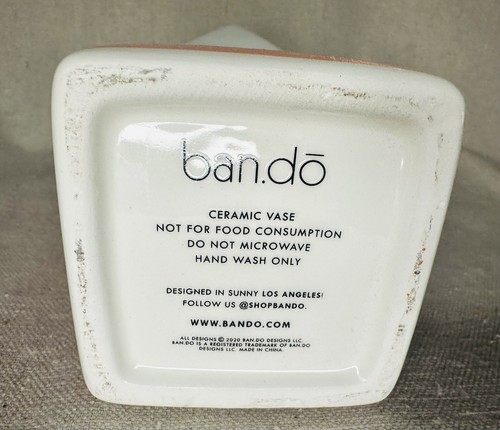 ban.dō
CERAMIC VASE
NOT FOR FOOD CONSUMPTION
DO NOT MICROWAVE
HAND WASH ONLY
DESIGNED IN SUNNY LOS ANGELES!
FOLLOW US @SHOPBANDO.
WWW.BANDO.COM
ALL DESIGNS © 2020 BAN.DO DESIGNS LLC.
BAN.DO IS A REGISTERED TRADEMARK OF BAN.DO
DESIGNS LLC. MADE IN CHINA.